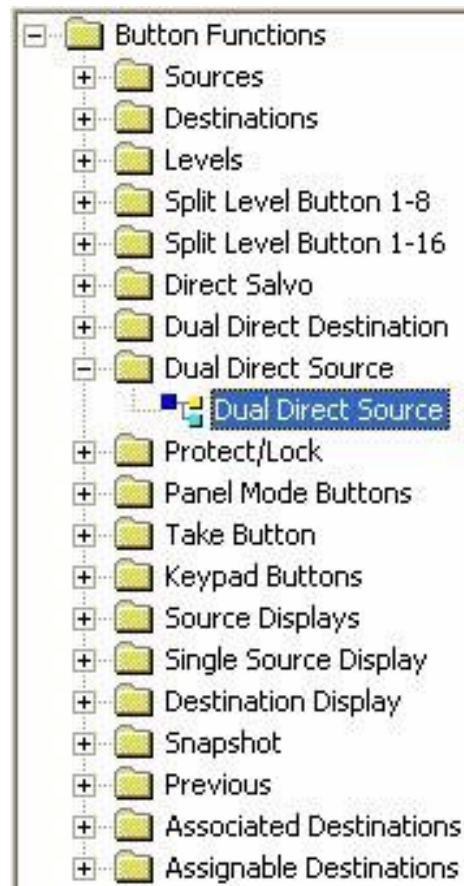 Button Functions
Sources
Destinations
Levels
Split Level Button 1-8
Split Level Button 1-16
Direct Salvo
Dual Direct Destination
Dual Direct Source
Dual Direct Source
Protect/Lock
Panel Mode Buttons
Take Button
Keypad Buttons
Source Displays
Single Source Display
Destination Display
Snapshot
Previous
Associated Destinations
Assignable Destinations